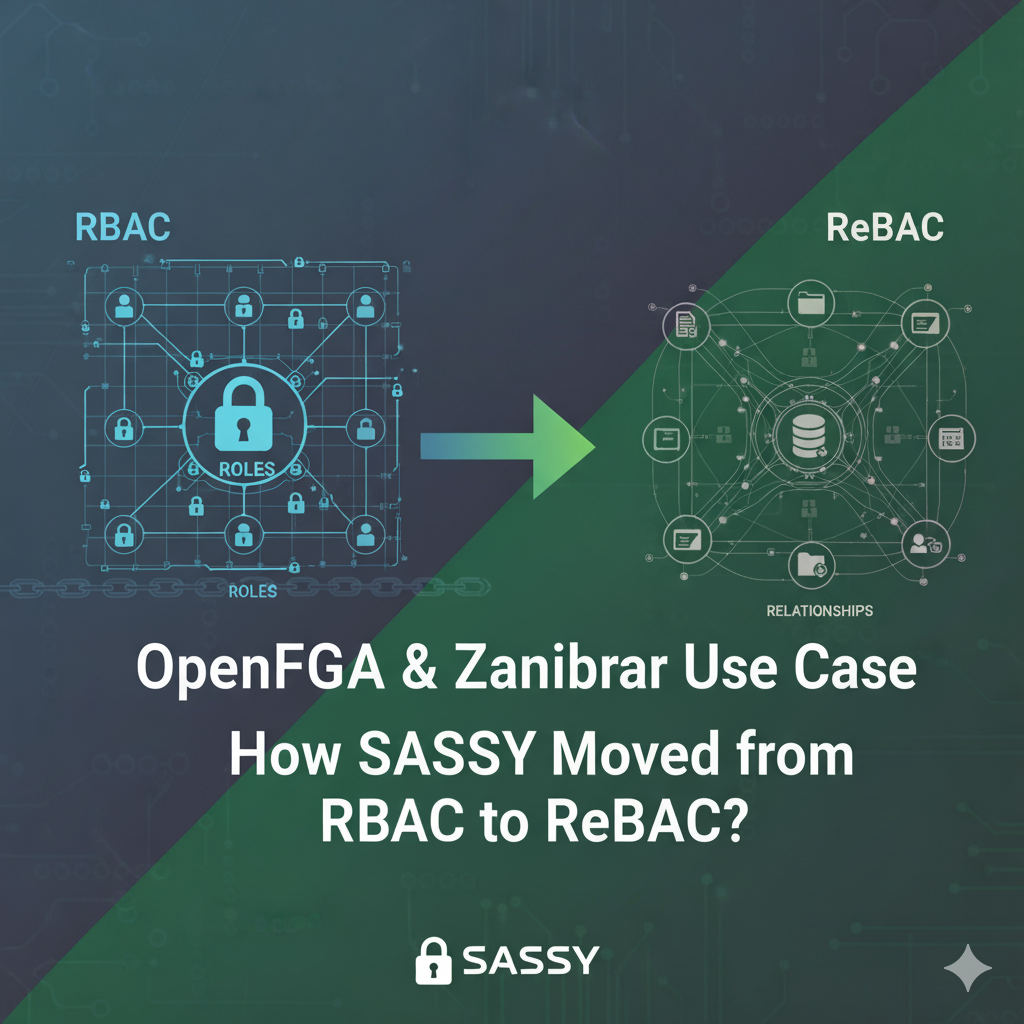 RBAC
ReBAC
ROLES
ROLES
RELATIONSHIPS
OpenFGA & Zanibrar Use Case
How SASSY Moved from
RBAC to ReBAC?
SASSY